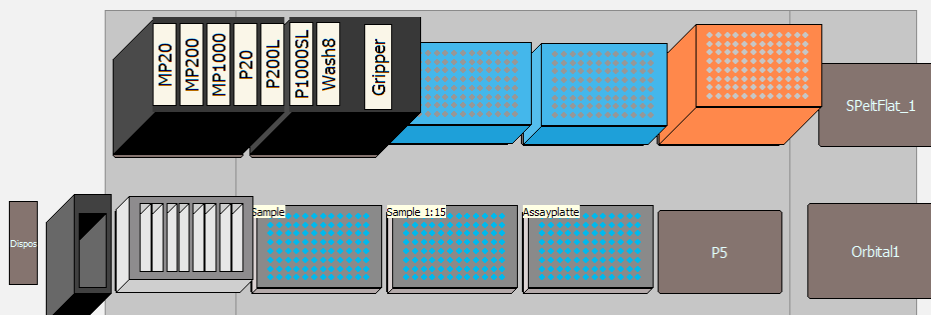 MP20
MP200
MP1000
P20
P200L
P1000SL
Wash8
Gripper
SPeltFlat_1
Dispos
Sample
Sample 1:15
Assayplatte
P5
Orbital1